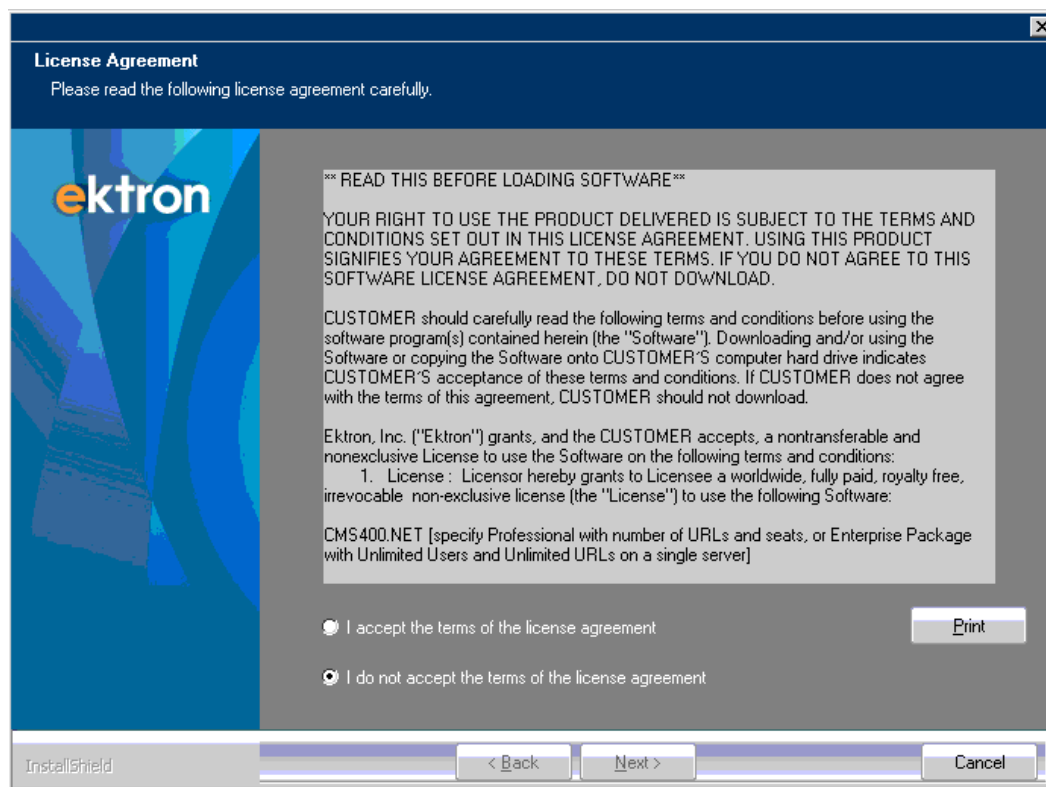 License Agreement
Please read the following license agreement carefully.
ektron
** READ THIS BEFORE LOADING SOFTWARE**
YOUR RIGHT TO USE THE PRODUCT DELIVERED IS SUBJECT TO THE TERMS AND
CONDITIONS SET OUT IN THIS LICENSE AGREEMENT. USING THIS PRODUCT
SIGNIFIES YOUR AGREEMENT TO THESE TERMS. IF YOU DO NOT AGREE TO THIS
SOFTWARE LICENSE AGREEMENT, DO NOT DOWNLOAD.
CUSTOMER should carefully read the following terms and conditions before using the
software program(s) contained herein (the "Software"). Downloading and/or using the
Software or copying the Software onto CUSTOMER´S computer hard drive indicates
CUSTOMER´S acceptance of these terms and conditions. If CUSTOMER does not agree
with the terms of this agreement, CUSTOMER should not download.
Ektron, Inc. ("Ektron") grants, and the CUSTOMER accepts, a nontransferable and
nonexclusive License to use the Software on the following terms and conditions:
1. License : Licensor hereby grants to Licensee a worldwide, fully paid, royalty free,
irrevocable non-exclusive license (the "License") to use the following Software:
CMS400.NET [specify Professional with number of URLs and seats, or Enterprise Package
with Unlimited Users and Unlimited URLs on a single server]
I accept the terms of the license agreement
Print
I do not accept the terms of the license agreement
InstallShield
< Back
Next >
Cancel